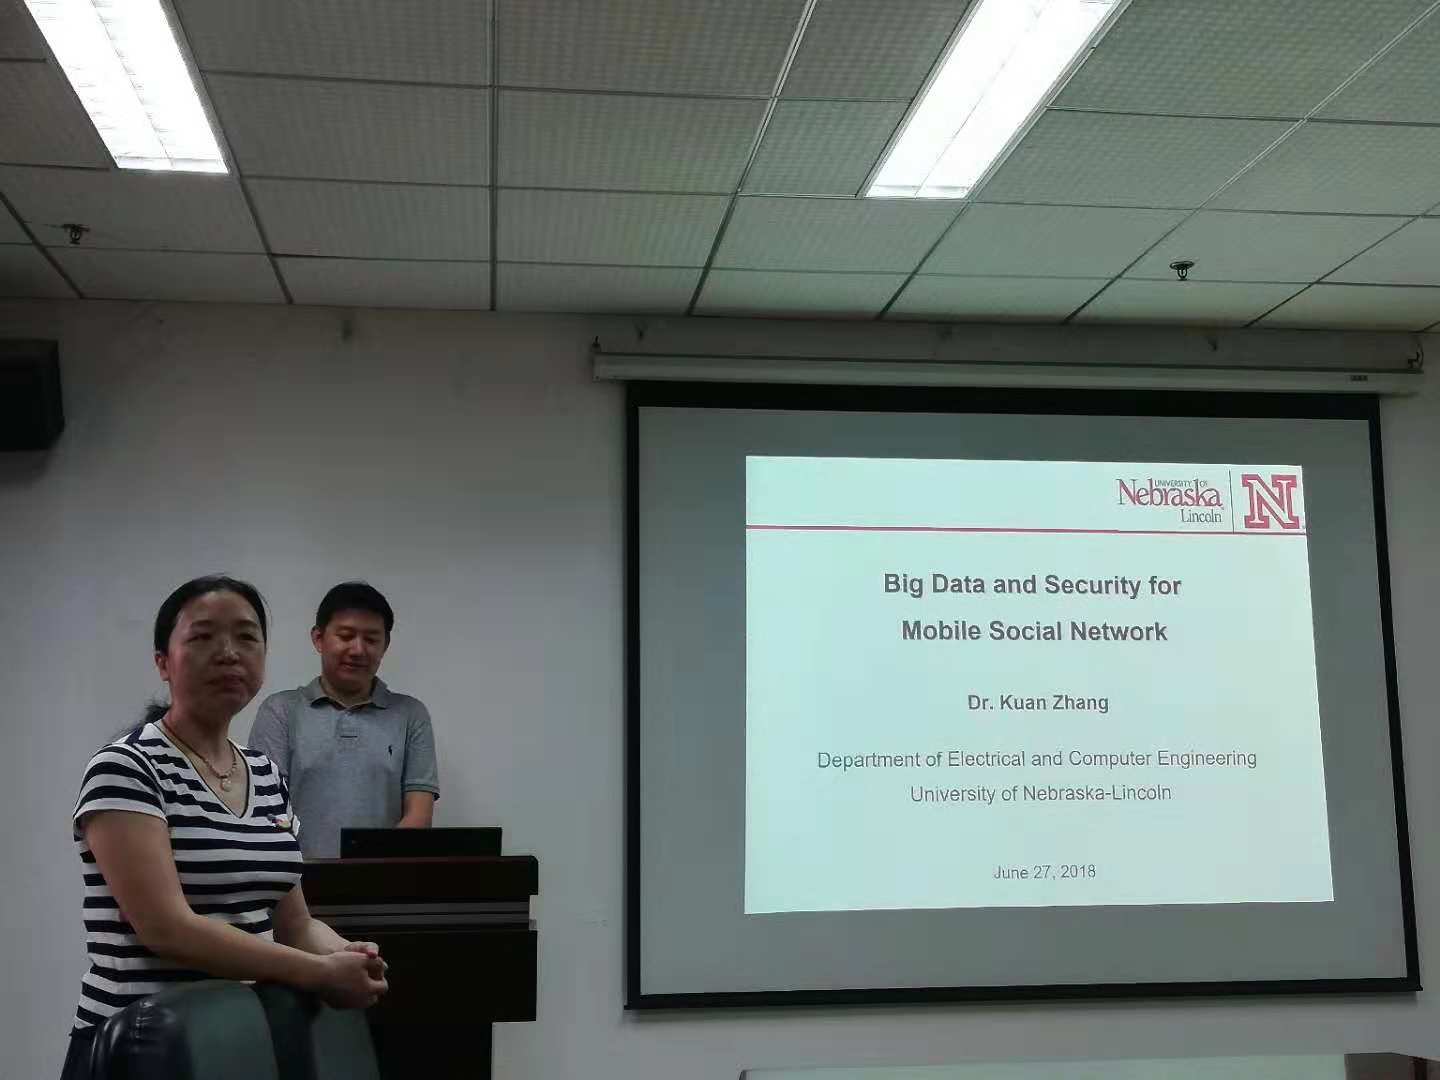 UNIVERSITY OF
Nebraska
Lincoln
N
Big Data and Security for
Mobile Social Network
Dr. Kuan Zhang
Department of Electrical and Computer Engineering
University of Nebraska-Lincoln
June 27, 2018